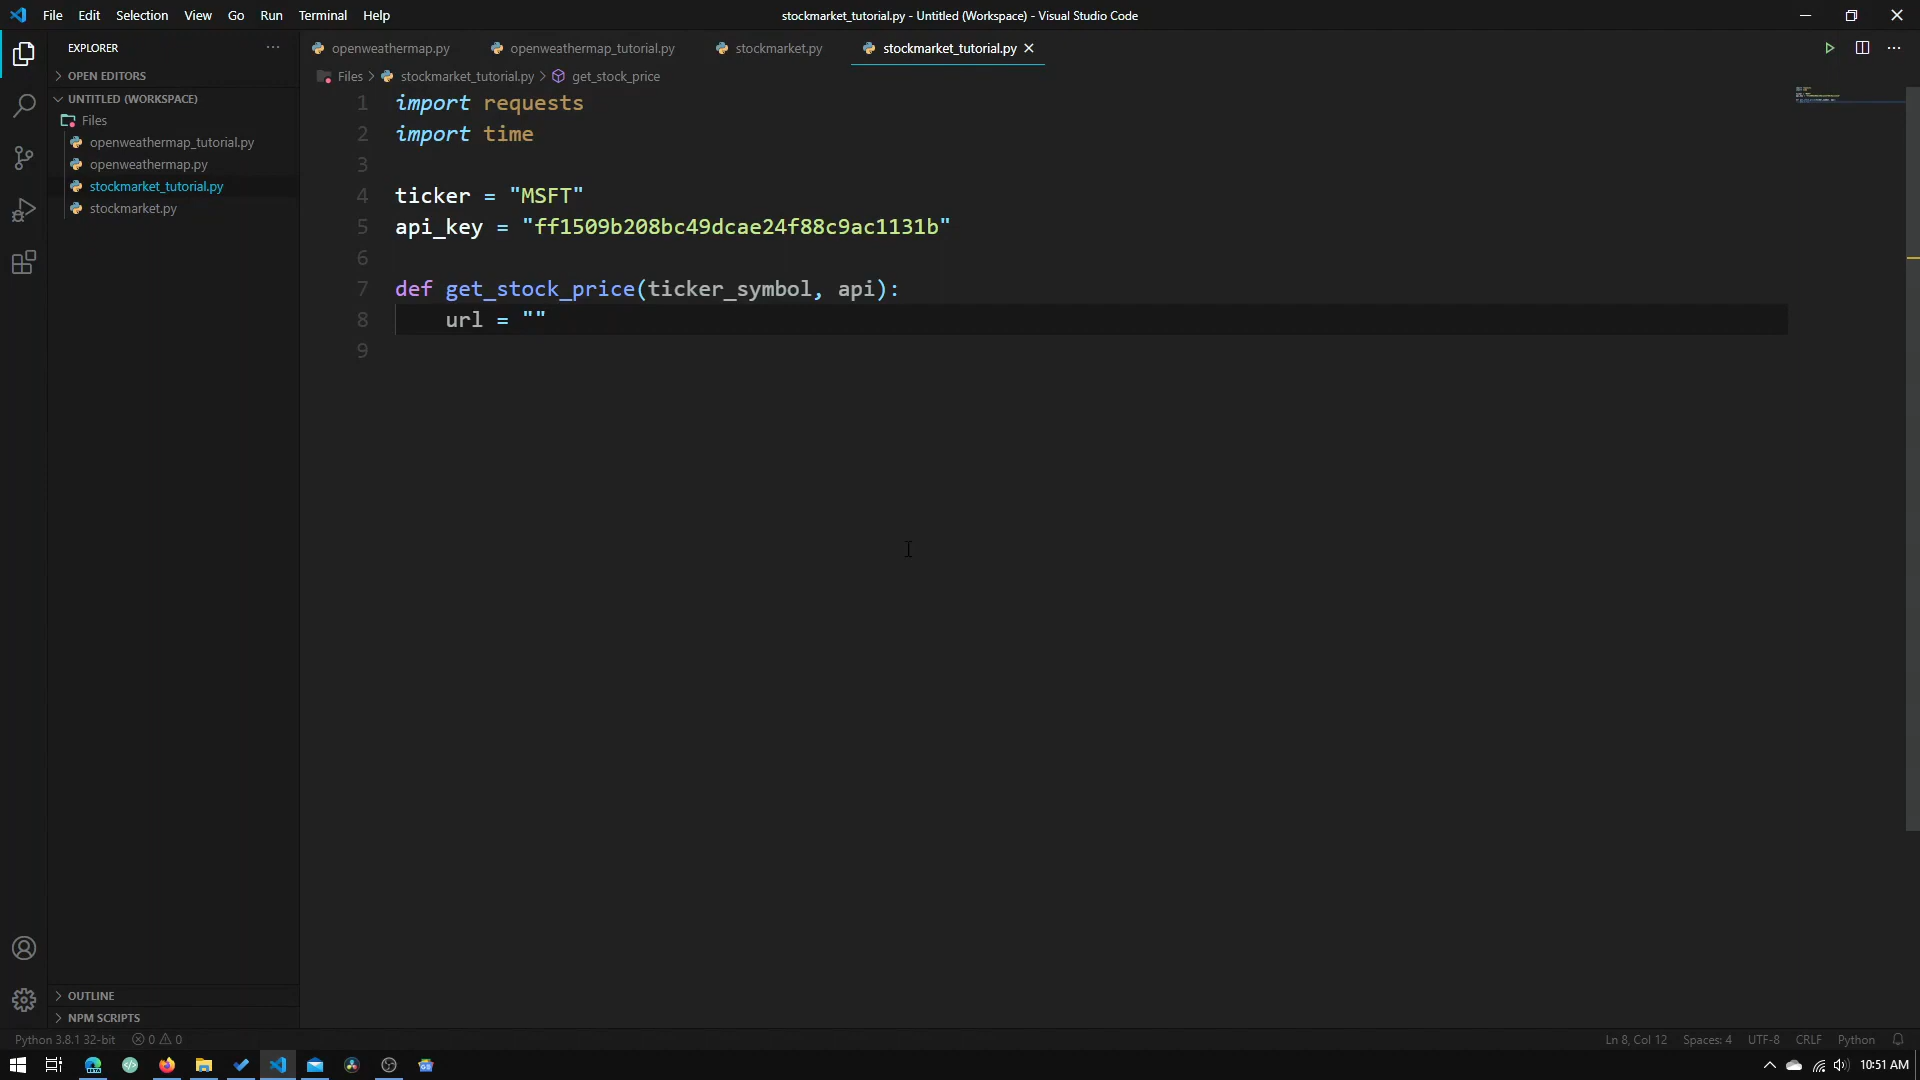 File Edit Selection View Go Run Terminal Help
stockmarket_tutorial.py - Untitled (Workspace) - Visual Studio Code
EXPLORER ···
OPEN EDITORS
UNTITLED (WORKSPACE)
Files
openweathermap_tutorial.py
openweathermap.py
stockmarket_tutorial.py
stockmarket.py
OUTLINE
NPM SCRIPTS
openweathermap.py openweathermap_tutorial.py stockmarket.py stockmarket_tutorial.py
Files > stockmarket_tutorial.py > get_stock_price
1 import requests
2 import time
3
4 ticker = "MSFT"
5 api_key = "ff1509b208bc49dcae24f88c9ac1131b"
6
7 def get_stock_price(ticker_symbol, api):
8 url = ""
9
Python 3.8.1 32-bit 0 0
Ln 8, Col 12 Spaces: 4 UTF-8 CRLF Python
10:51 AM